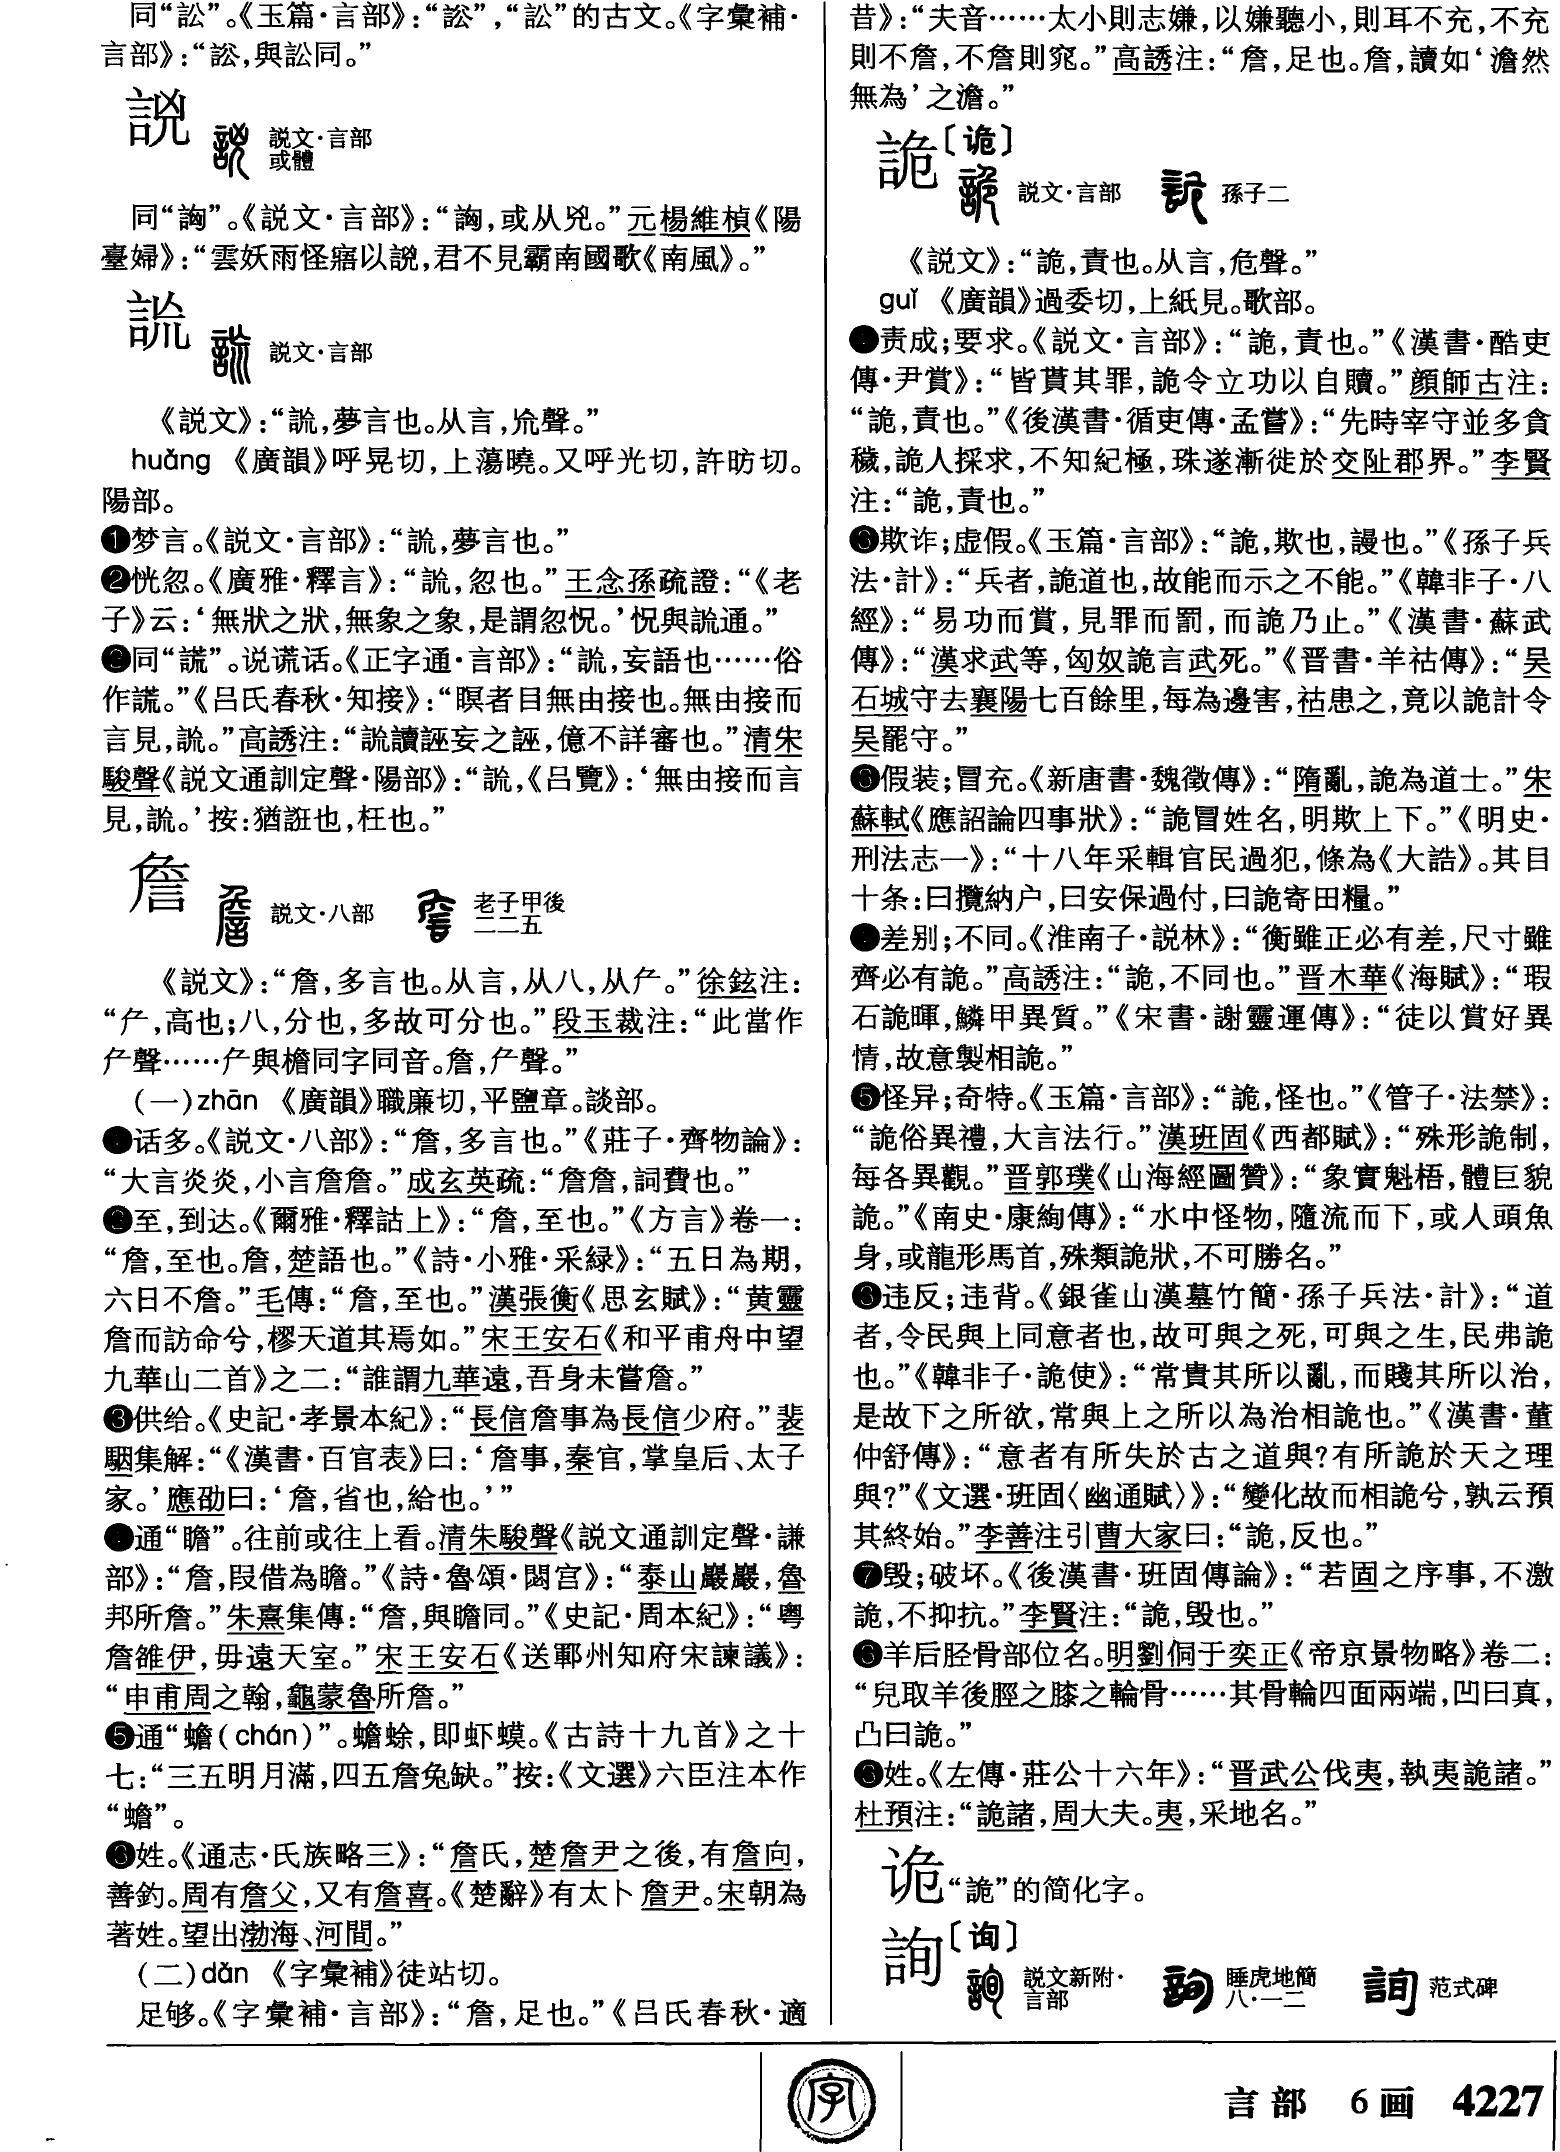 同“訟”。《玉篇·言部》：“䜋”，“訟”的古文。《字彙補·
言部》：“䜋，與訟同。”
説文·言部
或體
同“詾”。《説文·言部》：“詾，或从兇。”元楊維楨《陽
臺婦》：“雲妖雨怪寤以説，君不見霸南國歌《南風》。”
詤
説文·言部
《説文》：“詤，夢言也。从言，㠩聲。”
huǎng 《廣韻》呼晃切，上蕩曉。又呼光切，許昉切。
陽部。
❶梦言。《説文·言部》：“詤，夢言也。”
❷恍忽。《廣雅·釋言》：“詤，忽也。”王念孫疏證：“《老
子》云：‘無狀之狀，無象之象，是謂忽怳。’怳與詤通。”
❸同“謊”。说谎话。《正字通·言部》：“詤，妄語也……俗
作謊。”《吕氏春秋·知接》：“瞑者目無由接也。無由接而
言見，詤。”高誘注：“詤讀誣妄之誣，億不詳審也。”清朱
駿聲《説文通訓定聲·陽部》：“詤，《吕覽》：‘無由接而言
見，詤。’按：猶誑也，枉也。”
詹
説文·八部
老子甲後
二二五
《説文》：“詹，多言也。从言，从八，从厃。”徐鉉注：
“厃，高也；八，分也，多故可分也。”段玉裁注：“此當作
厃聲……厃與檐同字同音。詹，厃聲。”
（一）zhān 《廣韻》職廉切，平鹽章。談部。
❶话多。《説文·八部》：“詹，多言也。”《莊子·齊物論》：
“大言炎炎，小言詹詹。”成玄英疏：“詹詹，詞費也。”
❷至，到达。《爾雅·釋詁上》：“詹，至也。”《方言》卷一：
“詹，至也。詹，楚語也。”《詩·小雅·采緑》：“五日為期，
六日不詹。”毛傳：“詹，至也。”漢張衡《思玄賦》：“黄靈
詹而訪命兮，樛天道其焉如。”宋王安石《和平甫舟中望
九華山二首》之二：“誰謂九華遠，吾身未嘗詹。”
❸供给。《史記·孝景本紀》：“長信詹事為長信少府。”裴
駰集解：“《漢書·百官表》曰：‘詹事，秦官，掌皇后、太子
家。’應劭曰：‘詹，省也，給也。’”
❹通“瞻”。往前或往上看。清朱駿聲《説文通訓定聲·謙
部》：“詹，叚借為瞻。”《詩·魯頌·閟宫》：“泰山巖巖，魯
邦所詹。”朱熹集傳：“詹，與瞻同。”《史記·周本紀》：“粤
詹雒伊，毋遠天室。”宋王安石《送鄆州知府宋諫議》：
“申甫周之翰，龜蒙魯所詹。”
❺通“蟾（chán）”。蟾蜍，即虾蟆。《古詩十九首》之十
七：“三五明月滿，四五詹兔缺。”按：《文選》六臣注本作
“蟾”。
❻姓。《通志·氏族略三》：“詹氏，楚詹尹之後，有詹向，
善釣。周有詹父，又有詹喜。《楚辭》有太卜詹尹。宋朝為
著姓。望出渤海、河間。”
（二）dǎn 《字彙補》徒站切。
足够。《字彙補·言部》：“詹，足也。”《吕氏春秋·適
昔》：“夫音……太小則志嫌，以嫌聽小，則耳不充，不充
則不詹，不詹則窕。”高誘注：“詹，足也。詹，讀如‘澹然
無為’之澹。”
詭〔诡〕
説文·言部
孫子二
《説文》：“詭，責也。从言，危聲。”
guǐ 《廣韻》過委切，上紙見。歌部。
❶责成；要求。《説文·言部》：“詭，責也。”《漢書·酷吏
傳·尹賞》：“皆貰其罪，詭令立功以自贖。”顔師古注：
“詭，責也。”《後漢書·循吏傳·孟嘗》：“先時宰守並多貪
穢，詭人採求，不知紀極，珠遂漸徙於交阯郡界。”李賢
注：“詭，責也。”
❷欺诈；虚假。《玉篇·言部》：“詭，欺也，謾也。”《孫子兵
法·計》：“兵者，詭道也，故能而示之不能。”《韓非子·八
經》：“易功而賞，見罪而罰，而詭乃止。”《漢書·蘇武
傳》：“漢求武等，匈奴詭言武死。”《晋書·羊祜傳》：“吴
石城守去襄陽七百餘里，每為邊害，祜患之，竟以詭計令
吴罷守。”
❸假装；冒充。《新唐書·魏徵傳》：“隋亂，詭為道士。”宋
蘇軾《應詔論四事狀》：“詭冒姓名，明欺上下。”《明史·
刑法志一》：“十八年采輯官民過犯，條為《大誥》。其目
十条：曰攬納户，曰安保過付，曰詭寄田糧。”
❹差别；不同。《淮南子·説林》：“衡雖正必有差，尺寸雖
齊必有詭。”高誘注：“詭，不同也。”晋木華《海賦》：“瑕
石詭暉，鱗甲異質。”《宋書·謝靈運傳》：“徒以賞好異
情，故意製相詭。”
❺怪异；奇特。《玉篇·言部》：“詭，怪也。”《管子·法禁》：
“詭俗異禮，大言法行。”漢班固《西都賦》：“殊形詭制，
每各異觀。”晋郭璞《山海經圖贊》：“象實魁梧，體巨貌
詭。”《南史·康絢傳》：“水中怪物，隨流而下，或人頭魚
身，或龍形馬首，殊類詭狀，不可勝名。”
❻违反；违背。《銀雀山漢墓竹簡·孫子兵法·計》：“道
者，令民與上同意者也，故可與之死，可與之生，民弗詭
也。”《韓非子·詭使》：“常貴其所以亂，而賤其所以治，
是故下之所欲，常與上之所以為治相詭也。”《漢書·董
仲舒傳》：“意者有所失於古之道與？有所詭於天之理
與？”《文選·班固〈幽通賦〉》：“變化故而相詭兮，孰云預
其終始。”李善注引曹大家曰：“詭，反也。”
❼毁；破坏。《後漢書·班固傳論》：“若固之序事，不激
詭，不抑抗。”李賢注：“詭，毁也。”
❽羊后胫骨部位名。明劉侗于奕正《帝京景物略》卷二：
“兒取羊後脛之膝之輪骨……其骨輪四面兩端，凹曰真，
凸曰詭。”
❾姓。《左傳·莊公十六年》：“晋武公伐夷，執夷詭諸。”
杜預注：“詭諸，周大夫。夷，采地名。”
诡 “詭”的简化字。
詢〔询〕
説文新附·
言部
睡虎地簡
八·一二
范式碑
字
言部 6画 4227